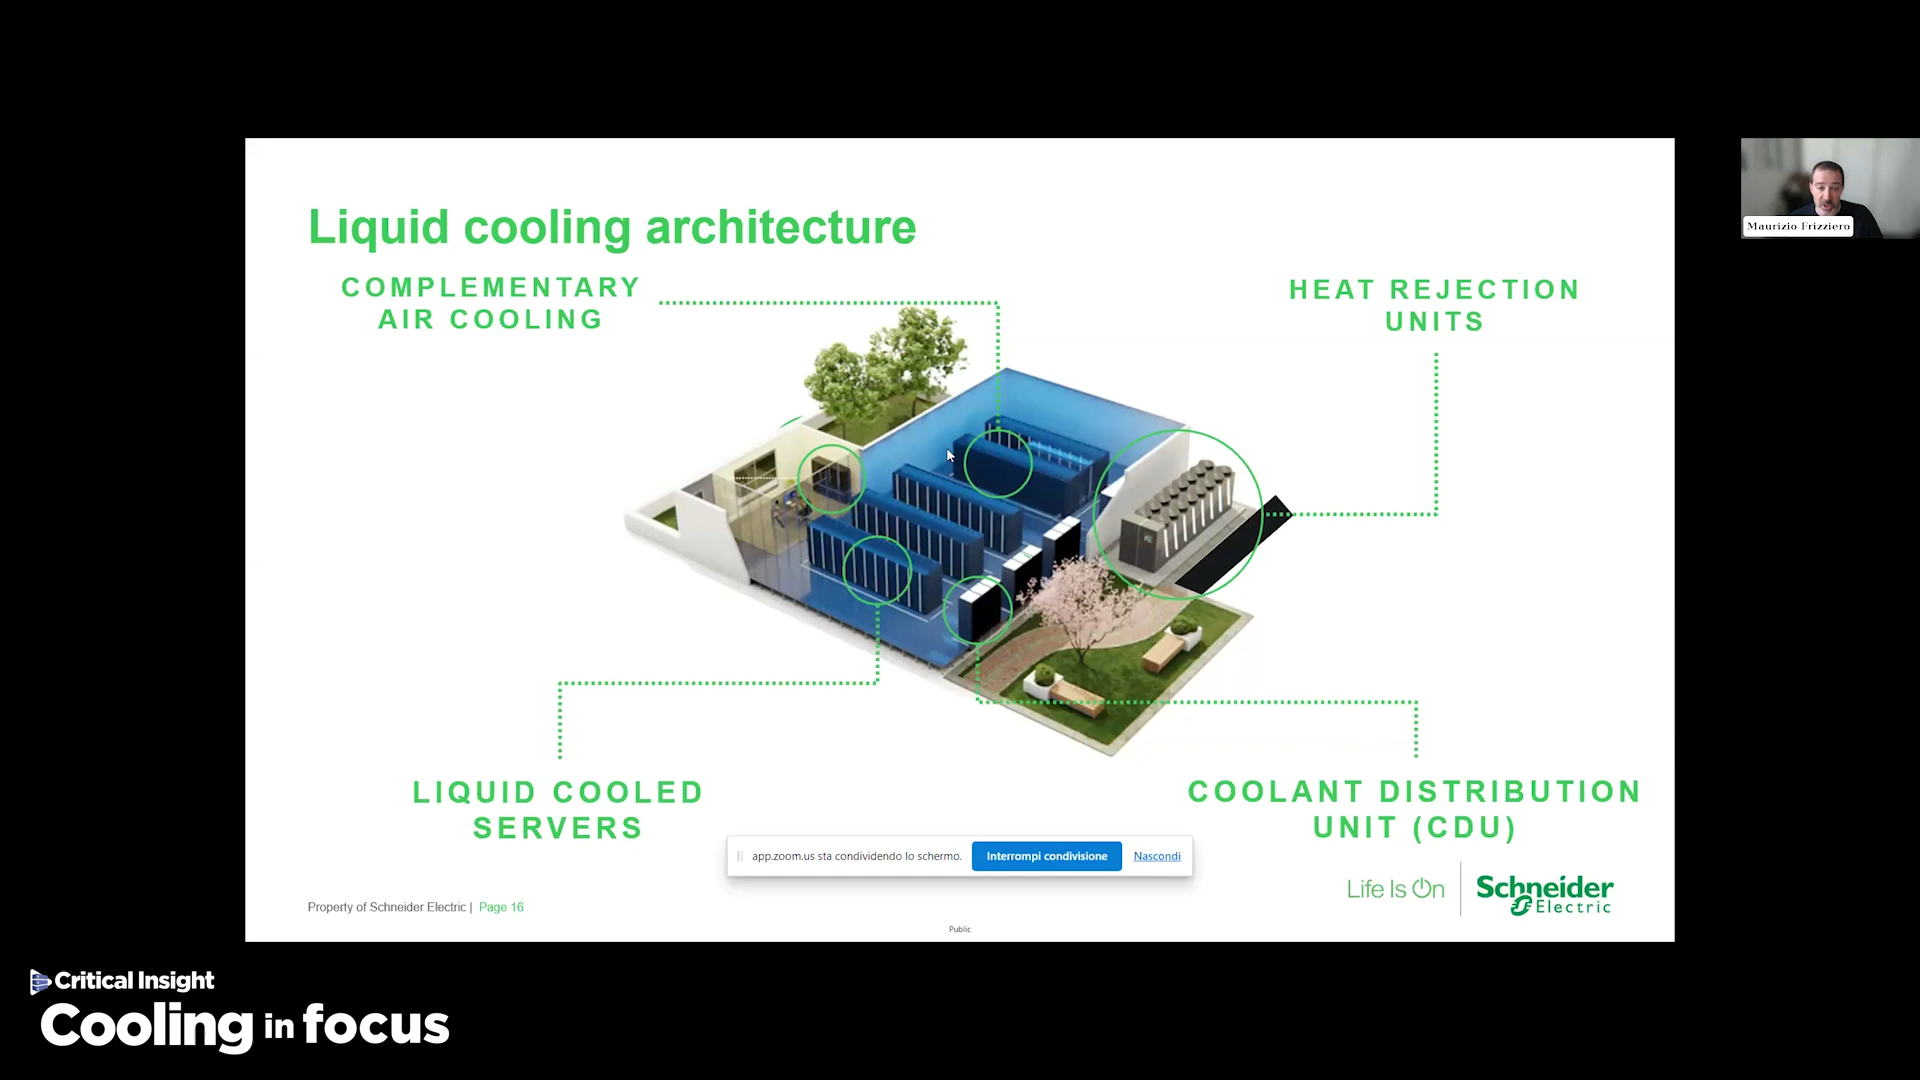 Liquid cooling architecture
COMPLEMENTARY
AIR COOLING
HEAT REJECTION
UNITS
Maurizio Frizziero
LIQUID COOLED
SERVERS
COOLANT DISTRIBUTION
UNIT (CDU)
app.zoom.us sta condividendo lo schermo. Interrompi condivisione Nascondi
Property of Schneider Electric | Page 16
Life Is On
Schneider
Electric
Public
Critical Insight
Cooling in focus